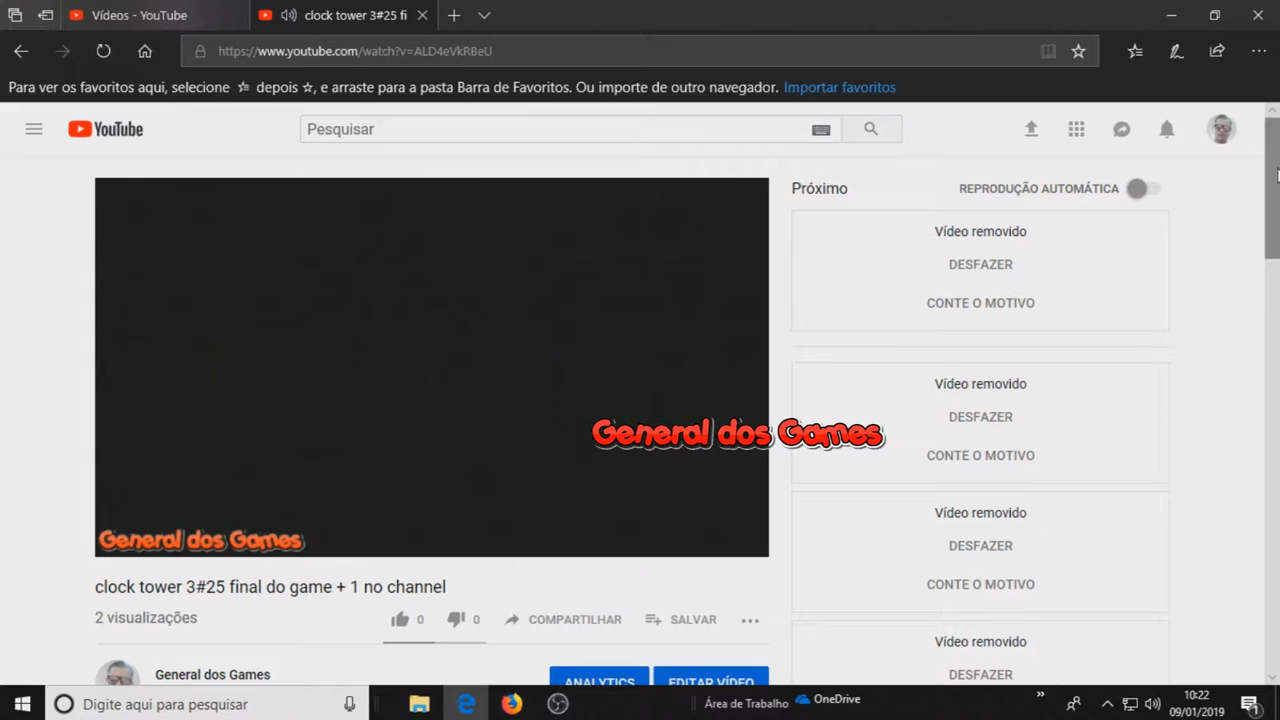 Vídeos - YouTube
clock tower 3#25 fi
https://www.youtube.com/watch?v=ALD4eVkRBeU
Para ver os favoritos aqui, selecione ☆ depois ☆, e arraste para a pasta Barra de Favoritos. Ou importe de outro navegador. Importar favoritos
YouTube
Pesquisar
Próximo
REPRODUÇÃO AUTOMÁTICA
Vídeo removido
DESFAZER
CONTE O MOTIVO
Vídeo removido
DESFAZER
CONTE O MOTIVO
General dos Games
Vídeo removido
DESFAZER
CONTE O MOTIVO
Vídeo removido
DESFAZER
General dos Games
clock tower 3#25 final do game + 1 no channel
2 visualizações
0
0
COMPARTILHAR
SALVAR
General dos Games
ANALYTICS
EDITAR VÍDEO
Digite aqui para pesquisar
Área de Trabalho
OneDrive
10:22
09/01/2019
1